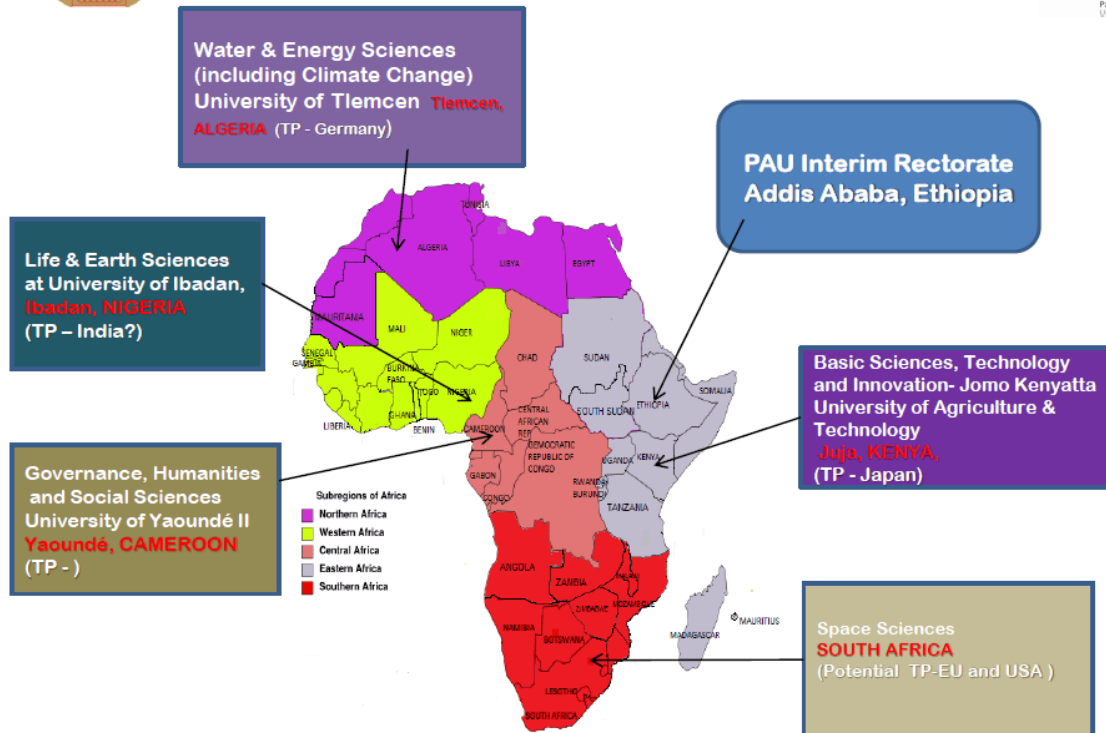 Water & Energy Sciences
(including Climate Change)
University of Tlemcen Tlemcen,
ALGERIA (TP - Germany)
PAU Interim Rectorate
Addis Ababa, Ethiopia
Life & Earth Sciences
at University of Ibadan,
Ibadan, NIGERIA
(TP – India?)
Basic Sciences, Technology
and Innovation- Jomo Kenyatta
University of Agriculture &
Technology
Juja, KENYA,
(TP - Japan)
Governance, Humanities
and Social Sciences
University of Yaoundé II
Yaoundé, CAMEROON
(TP - )
Space Sciences
SOUTH AFRICA
(Potential TP-EU and USA )
Subregions of Africa
Northern Africa
Western Africa
Central Africa
Eastern Africa
Southern Africa
TUNISIA
ALGERIA
LIBYA
EGYPT
MAURITAMA
MALI
NIGER
CHAD
SUDAN
SENEGAL
GAMBIA
BURKINA
FASO
TOGO
NIGERIA
GHANA
BENIN
LIBERIA
SOUTH SUDAN
ETHIOPIA
SOMALIA
CAMEROON
CENTRAL
AFRICAN
REP
DEMOCRATIC
REPUBLIC OF
CONGO
GABON
CONGO
UGANDA
KENYA
RWANDA
BURUNDI
TANZANIA
ANGOLA
ZAMBIA
MALAWI
MOZAMBIQUE
ZIMBABWE
NAMIBIA
BOTSWANA
MADAGASCAR
MAURITIUS
LESOTHO
SOUTH AFRICA